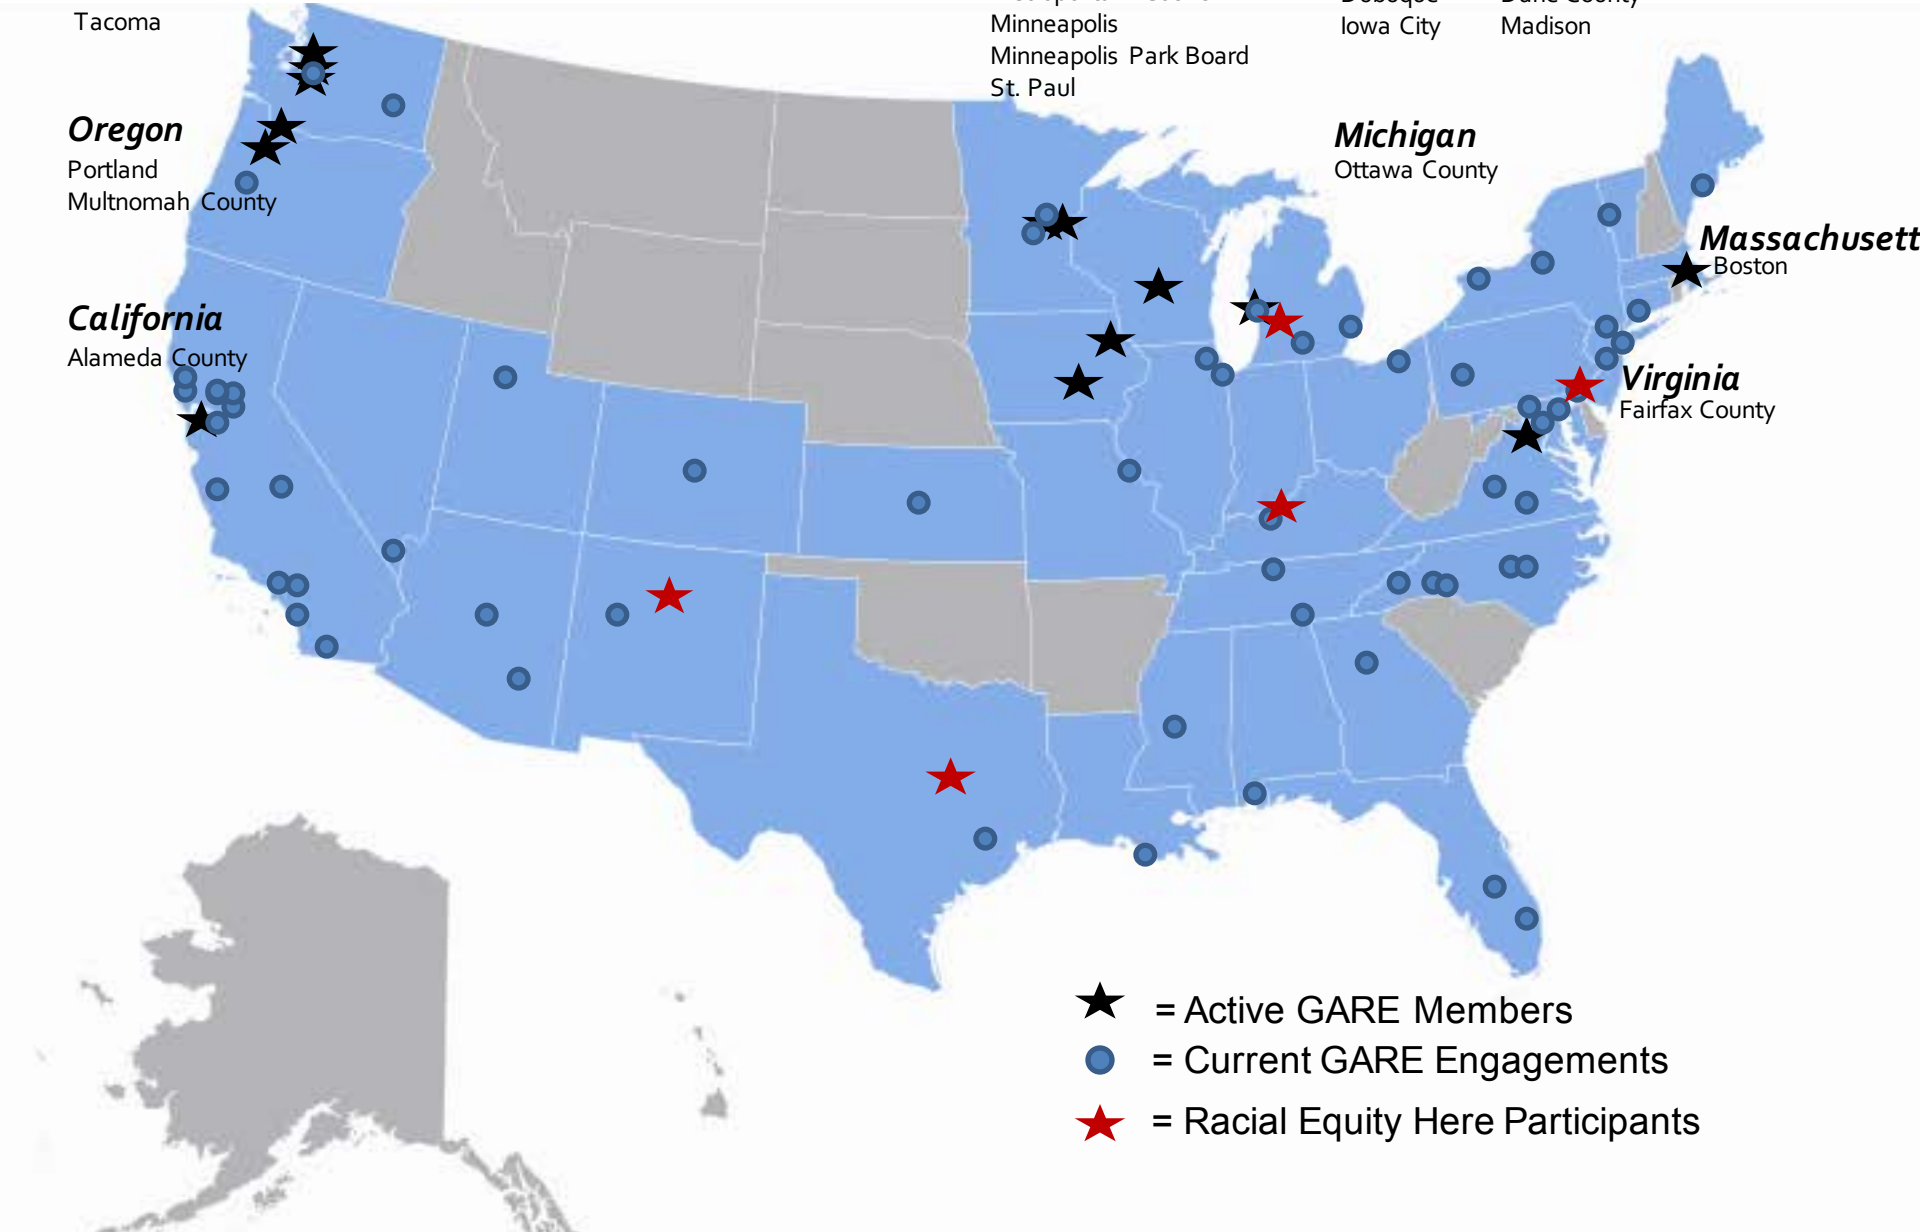 Tacoma
Minneapolis
Minneapolis Park Board
St. Paul
Iowa City
Madison
Oregon
Portland
Multnomah County
Michigan
Ottawa County
Massachusett
Boston
California
Alameda County
Virginia
Fairfax County
= Active GARE Members
= Current GARE Engagements
= Racial Equity Here Participants